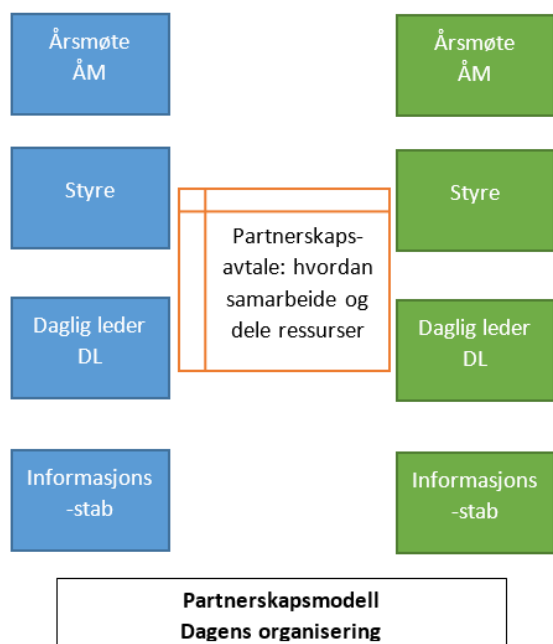 Årsmøte
ÅM
Årsmøte
ÅM
Styre
Styre
Partnerskaps-
avtale: hvordan
samarbeide og
dele ressurser
Daglig leder
DL
Daglig leder
DL
Informasjons
-stab
Informasjons
-stab
Partnerskapsmodell
Dagens organisering